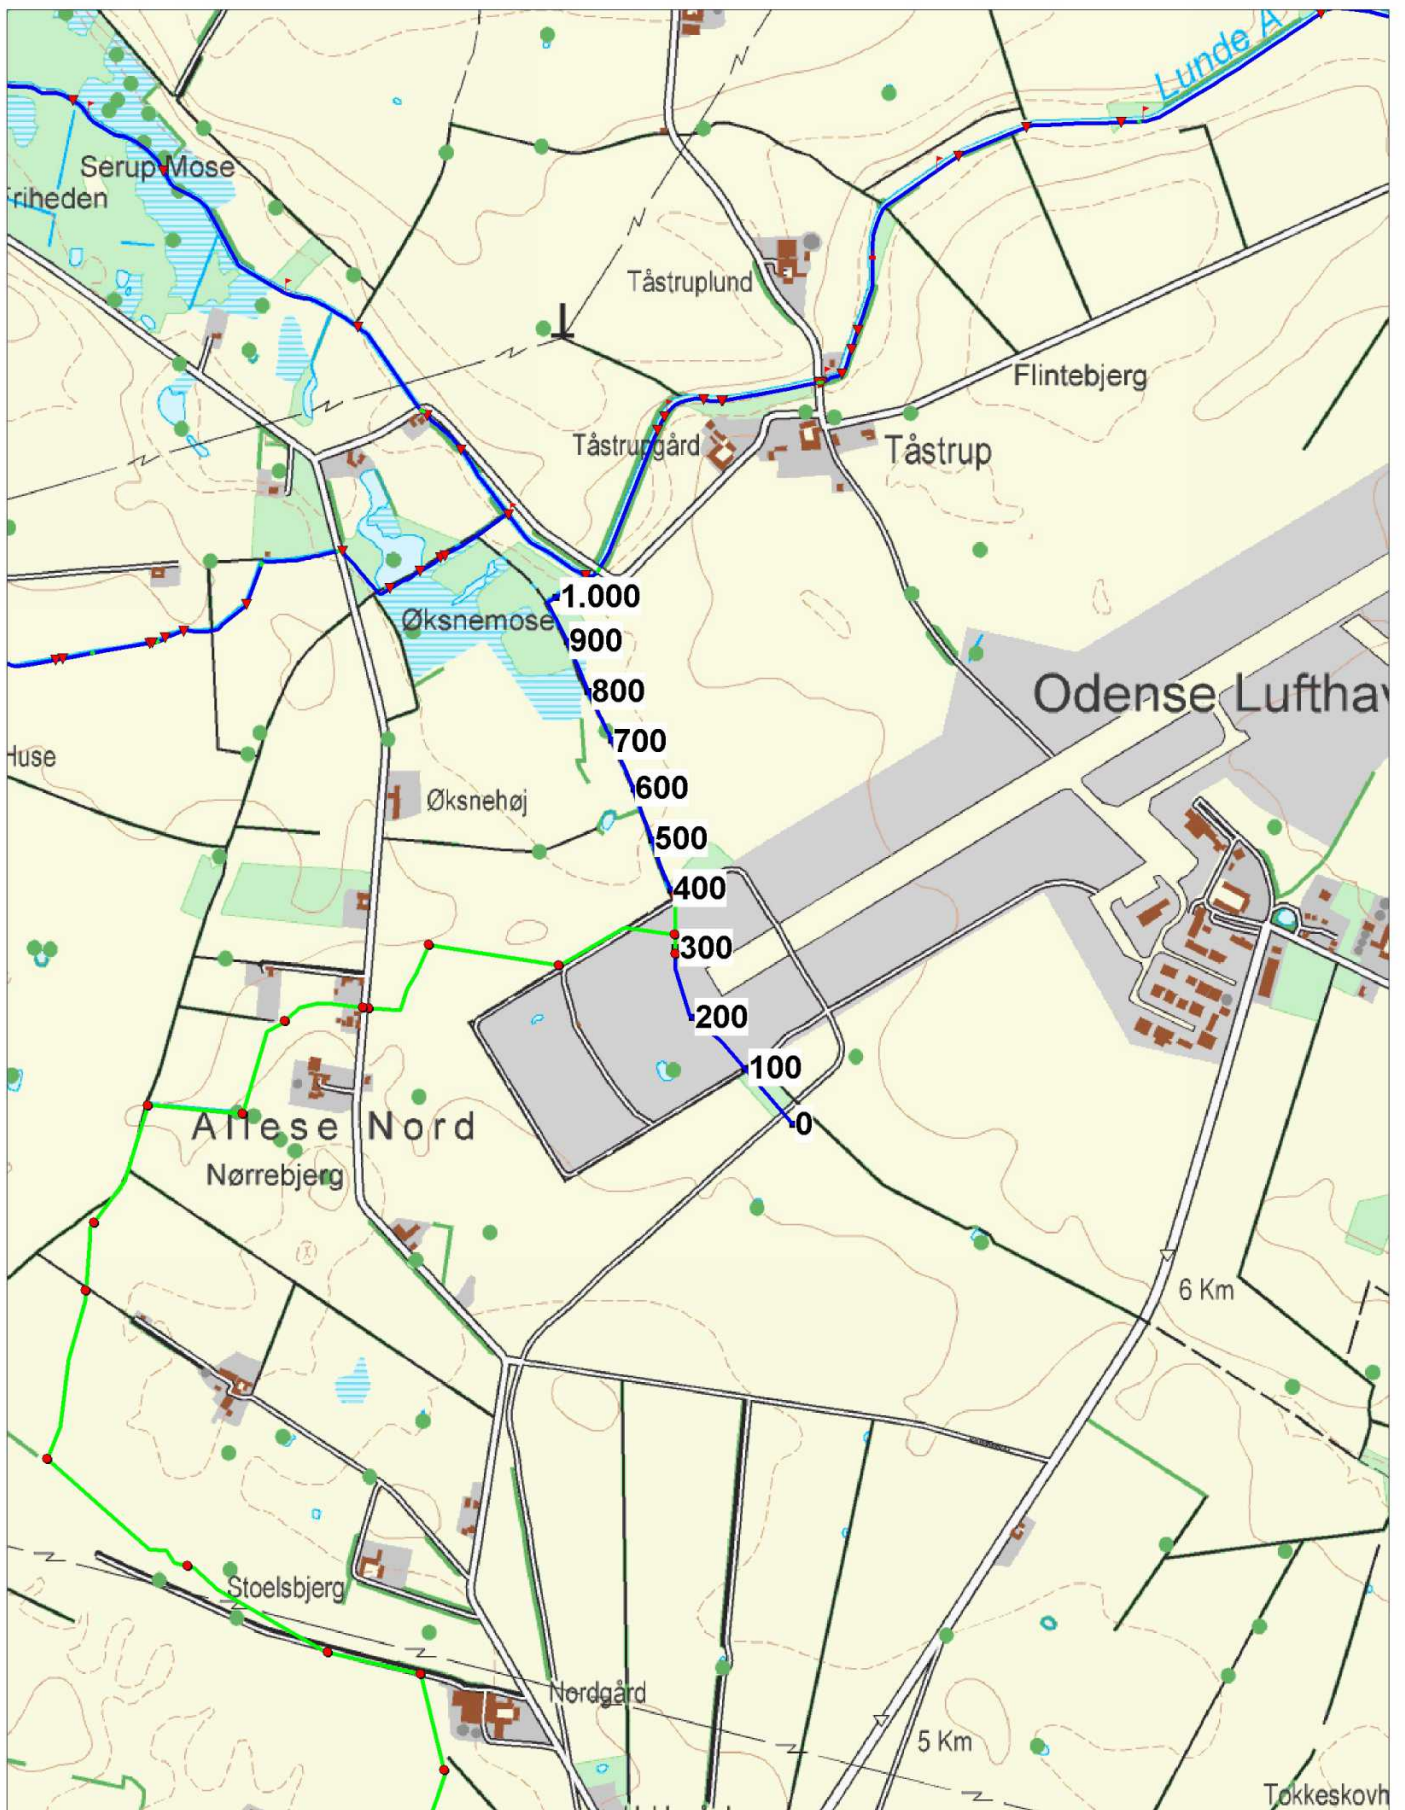 Lunde Å
Serup Mose
Friheden
Tåstruplund
Flintebjerg
Tåstrupgård
Tåstrup
1.000
Øksnemose
900
800
Odense Lufthav
700
Huse
600
Øksnehøj
500
400
300
200
100
0
Allese Nord
Nørrebjerg
6 Km
Stoelsbjerg
Nordgård
5 Km
Tokkeskovh